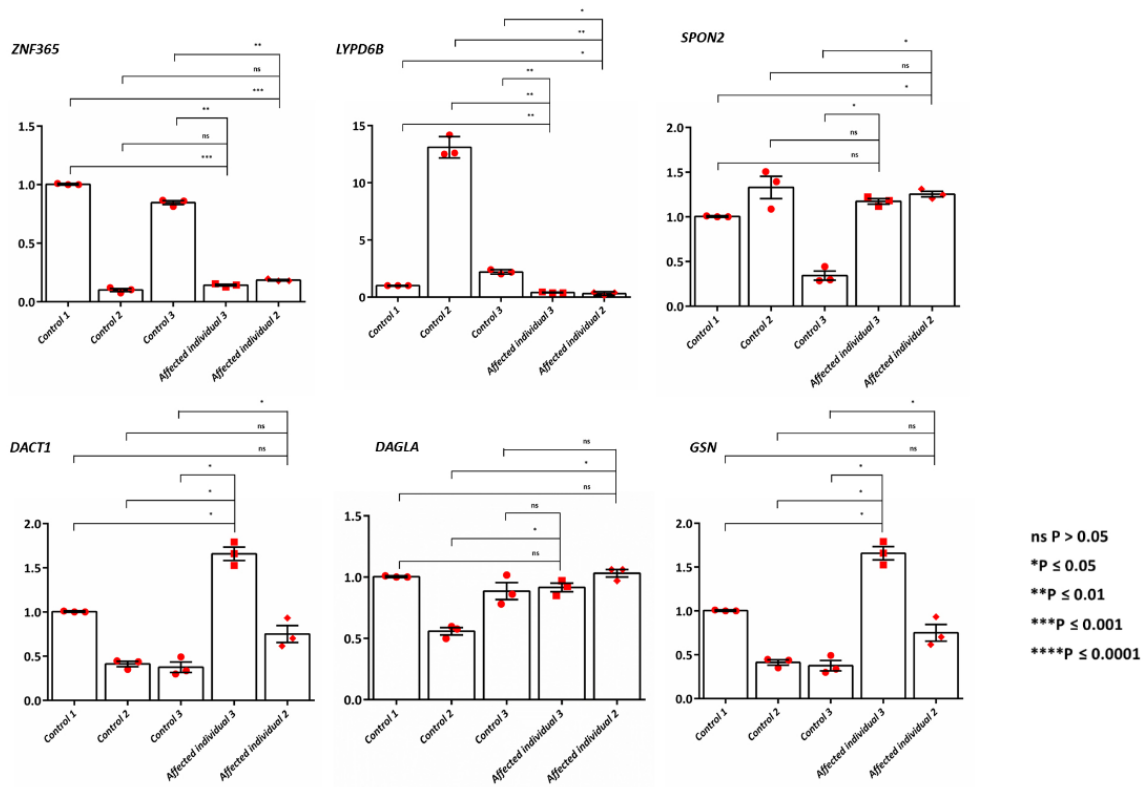 ZNF365
**
ns
***
**
ns
***
1.5
1.0
0.5
0.0
Control 1
Control 2
Control 3
Affected individual 3
Affected individual 2
LYPD6B
*
**
*
**
**
**
15
10
5
0
Control 1
Control 2
Control 3
Affected individual 3
Affected individual 2
SPON2
*
ns
*
*
ns
ns
2.0
1.5
1.0
0.5
0.0
Control 1
Control 2
Control 3
Affected individual 3
Affected individual 2
DACT1
*
ns
ns
*
*
*
2.0
1.5
1.0
0.5
0.0
Control 1
Control 2
Control 3
Affected individual 3
Affected individual 2
DAGLA
ns
*
ns
ns
*
ns
1.5
1.0
0.5
0.0
Control 1
Control 2
Control 3
Affected individual 3
Affected individual 2
GSN
*
ns
ns
*
*
*
2.0
1.5
1.0
0.5
0.0
Control 1
Control 2
Control 3
Affected individual 3
Affected individual 2
ns P > 0.05
*P ≤ 0.05
**P ≤ 0.01
***P ≤ 0.001
****P ≤ 0.0001